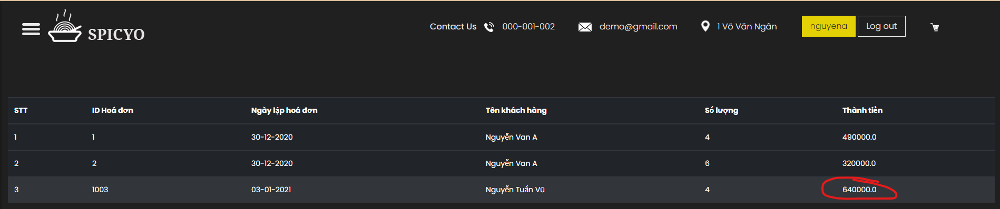 SPICYO
Contact Us 000-001-002 demo@gmail.com 1 Võ Văn Ngân nguyena Log out
STT ID Hoá đơn Ngày lập hoá đơn Tên khách hàng Số lượng Thành tiền
1 1 30-12-2020 Nguyễn Van A 4 490000.0
2 2 30-12-2020 Nguyễn Van A 6 320000.0
3 1003 03-01-2021 Nguyễn Tuấn Vũ 4 640000.0